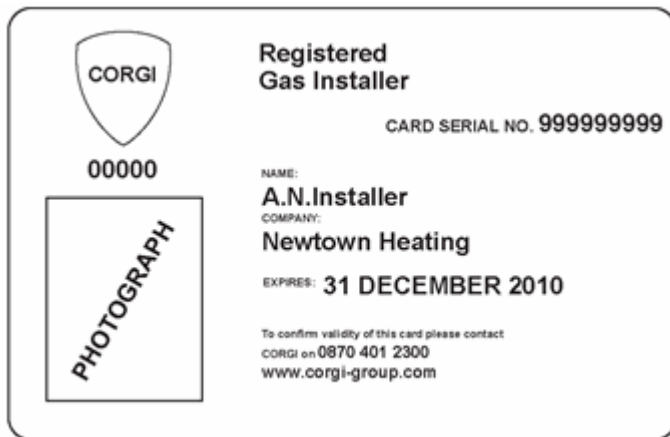 CORGI
00000
PHOTOGRAPH
Registered
Gas Installer
CARD SERIAL NO. 999999999
NAME:
A.N.Installer
COMPANY:
Newtown Heating
EXPIRES: 31 DECEMBER 2010
To confirm validity of this card please contact
CORGI on 0870 401 2300
www.corgi-group.com